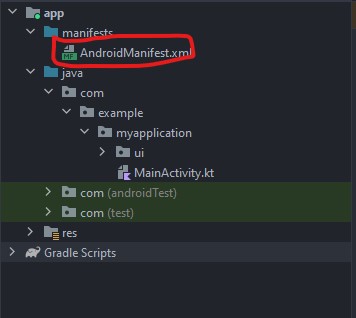 app
manifests
AndroidManifest.xml
java
com
example
myapplication
ui
MainActivity.kt
com (androidTest)
com (test)
res
Gradle Scripts